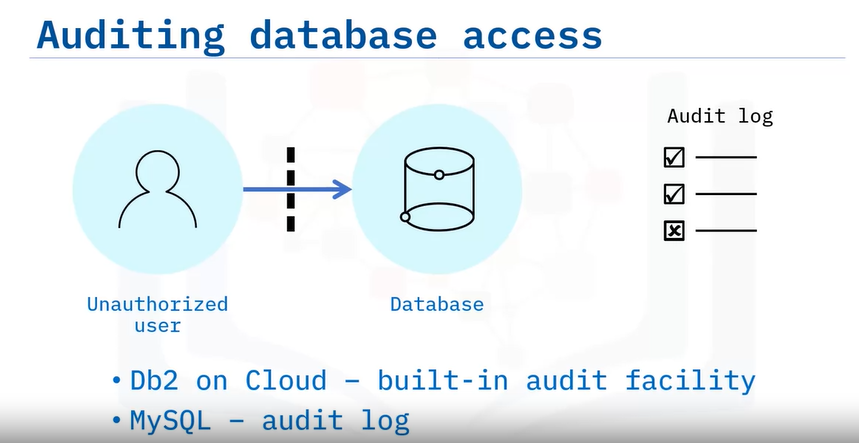 Auditing database access
Audit log
Unauthorized
user
Database
• Db2 on Cloud – built-in audit facility
• MySQL – audit log